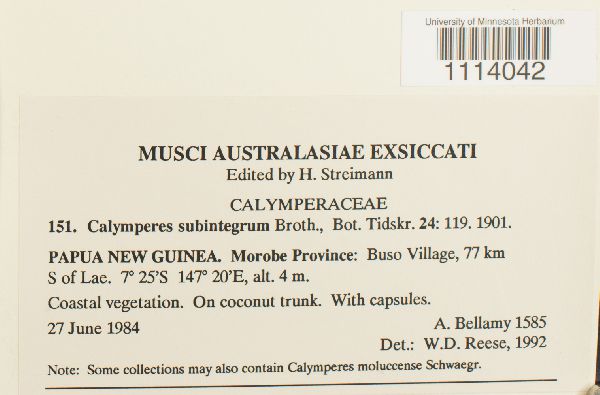 University of Minnesota Herbarium
1114042
MUSCI AUSTRALASIAE EXSICCATI
Edited by H. Streimann
CALYMPERACEAE
151. Calymperes subintegrum Broth., Bot. Tidskr. 24: 119. 1901.
PAPUA NEW GUINEA. Morobe Province: Buso Village, 77 km
S of Lae. 7° 25'S 147° 20'E, alt. 4 m.
Coastal vegetation. On coconut trunk. With capsules.
27 June 1984 A. Bellamy 1585
Det.: W.D. Reese, 1992
Note: Some collections may also contain Calymperes moluccense Schwaegr.